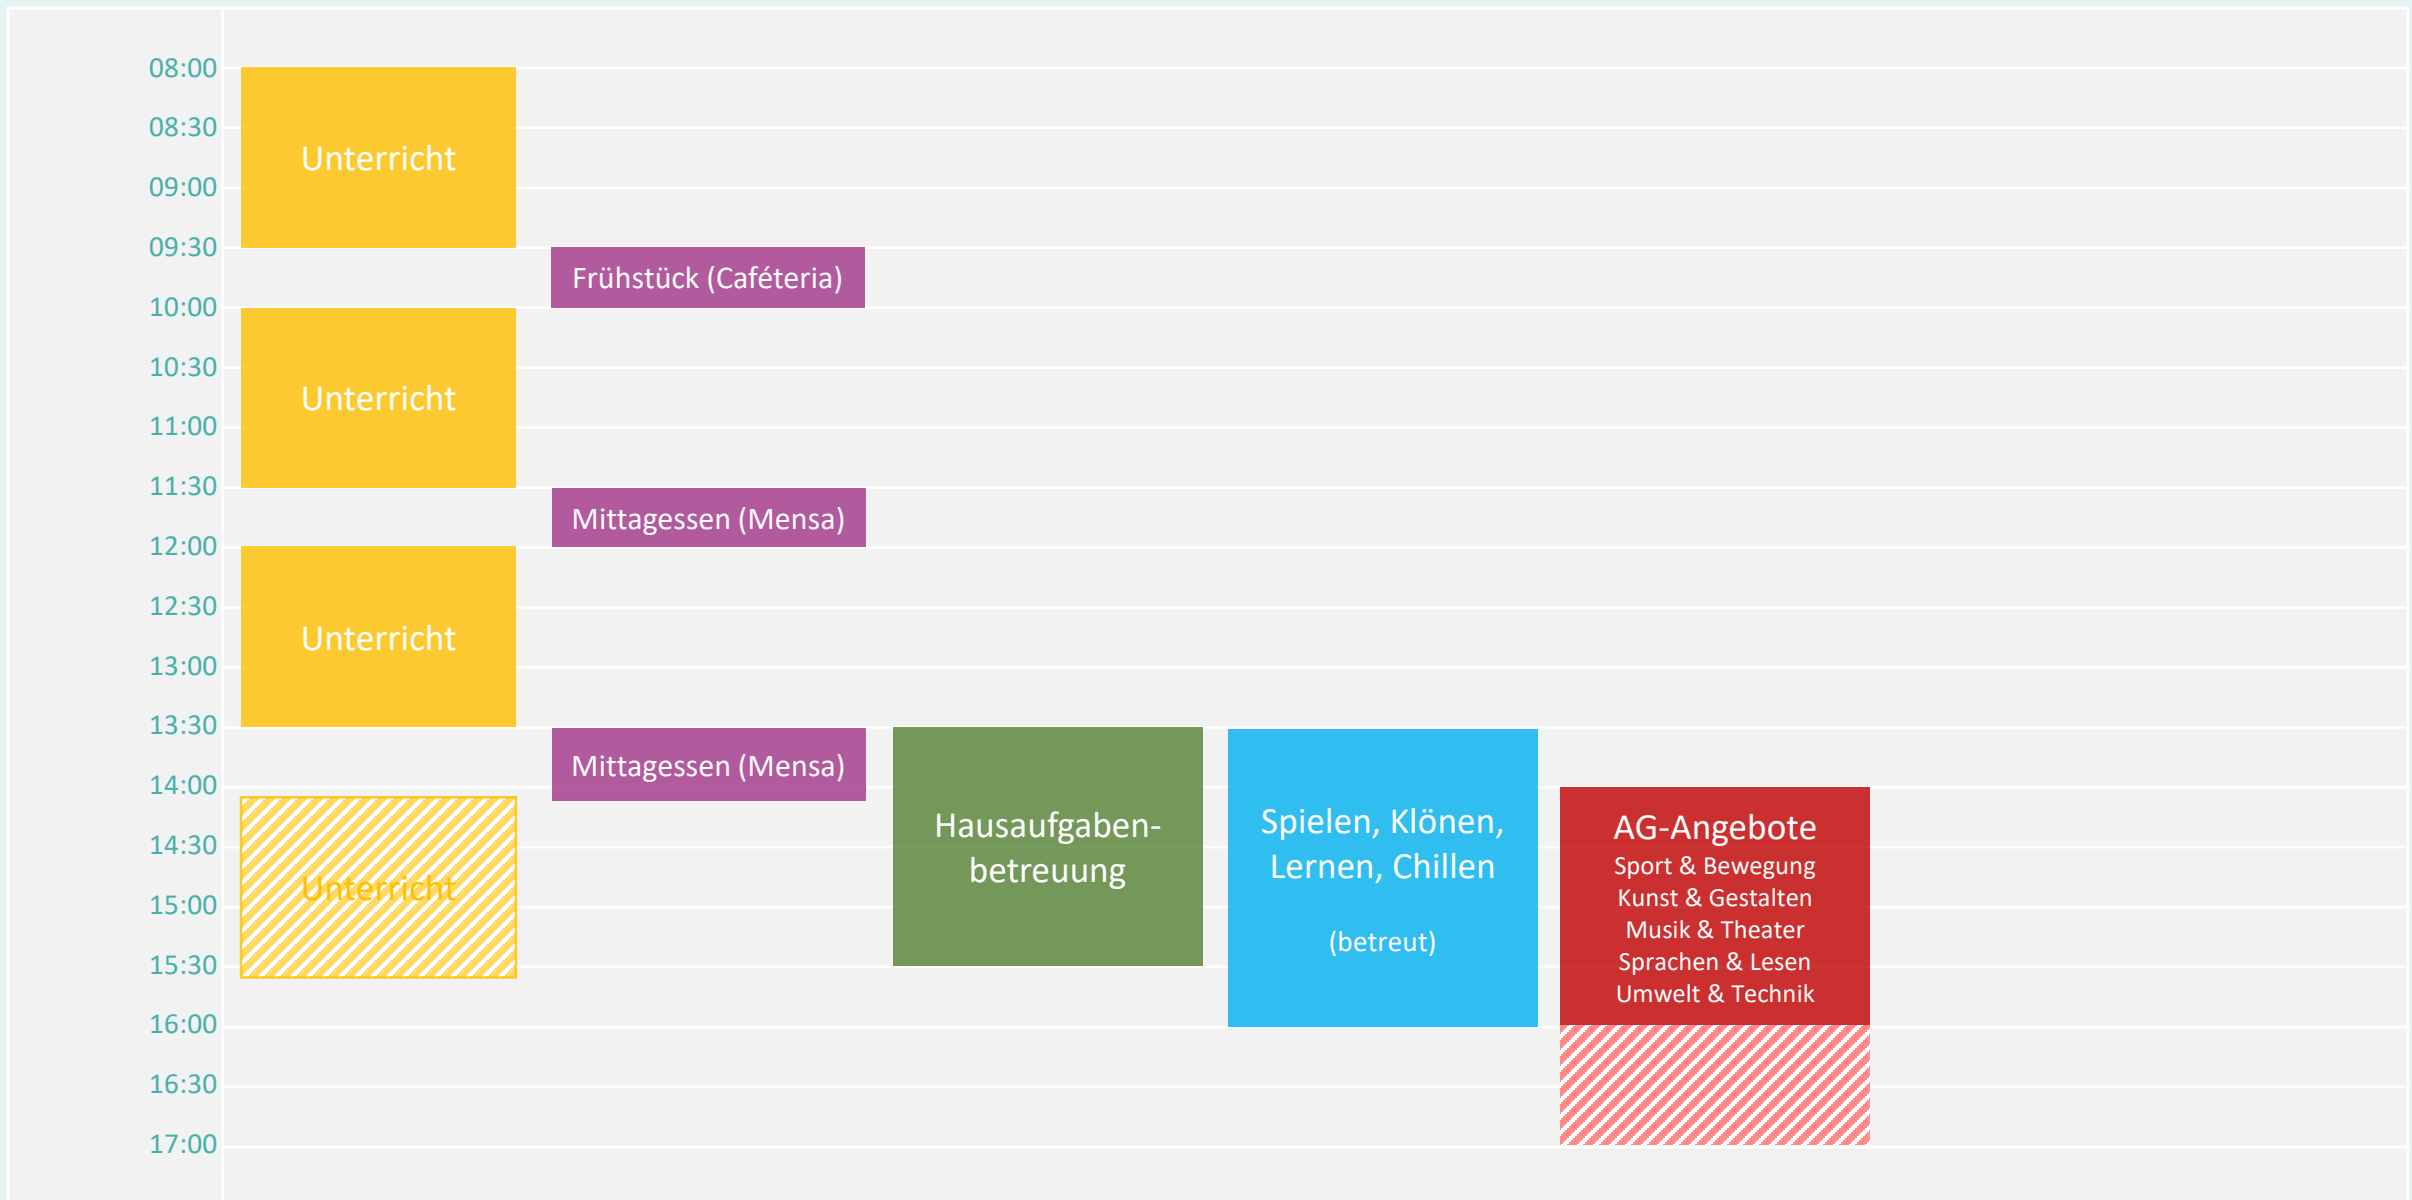 08:00
08:30
Unterricht
09:00
09:30
Frühstück (Caféteria)
10:00
10:30
Unterricht
11:00
11:30
Mittagessen (Mensa)
12:00
12:30
Unterricht
13:00
13:30
Mittagessen (Mensa)
14:00
Hausaufgaben-
betreuung
Spielen, Klönen,
Lernen, Chillen
(betreut)
AG-Angebote
Sport & Bewegung
Kunst & Gestalten
Musik & Theater
Sprachen & Lesen
Umwelt & Technik
14:30
Unterricht
15:00
15:30
16:00
16:30
17:00